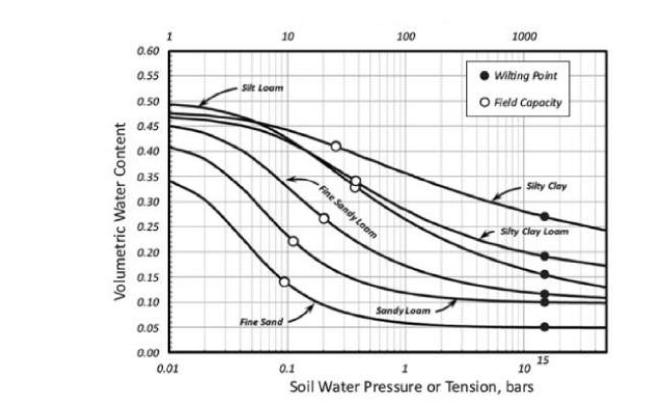 1 10 100 1000
0.60
0.55
0.50
0.45
0.40
0.35
0.30
0.25
0.20
0.15
0.10
0.05
0.00
Volumetric Water Content
Wilting Point
Field Capacity
Silt Loam
Fine Sandy Loam
Silty Clay
Silty Clay Loam
Sandy Loam
Fine Sand
0.01 0.1 1 10 15
Soil Water Pressure or Tension, bars